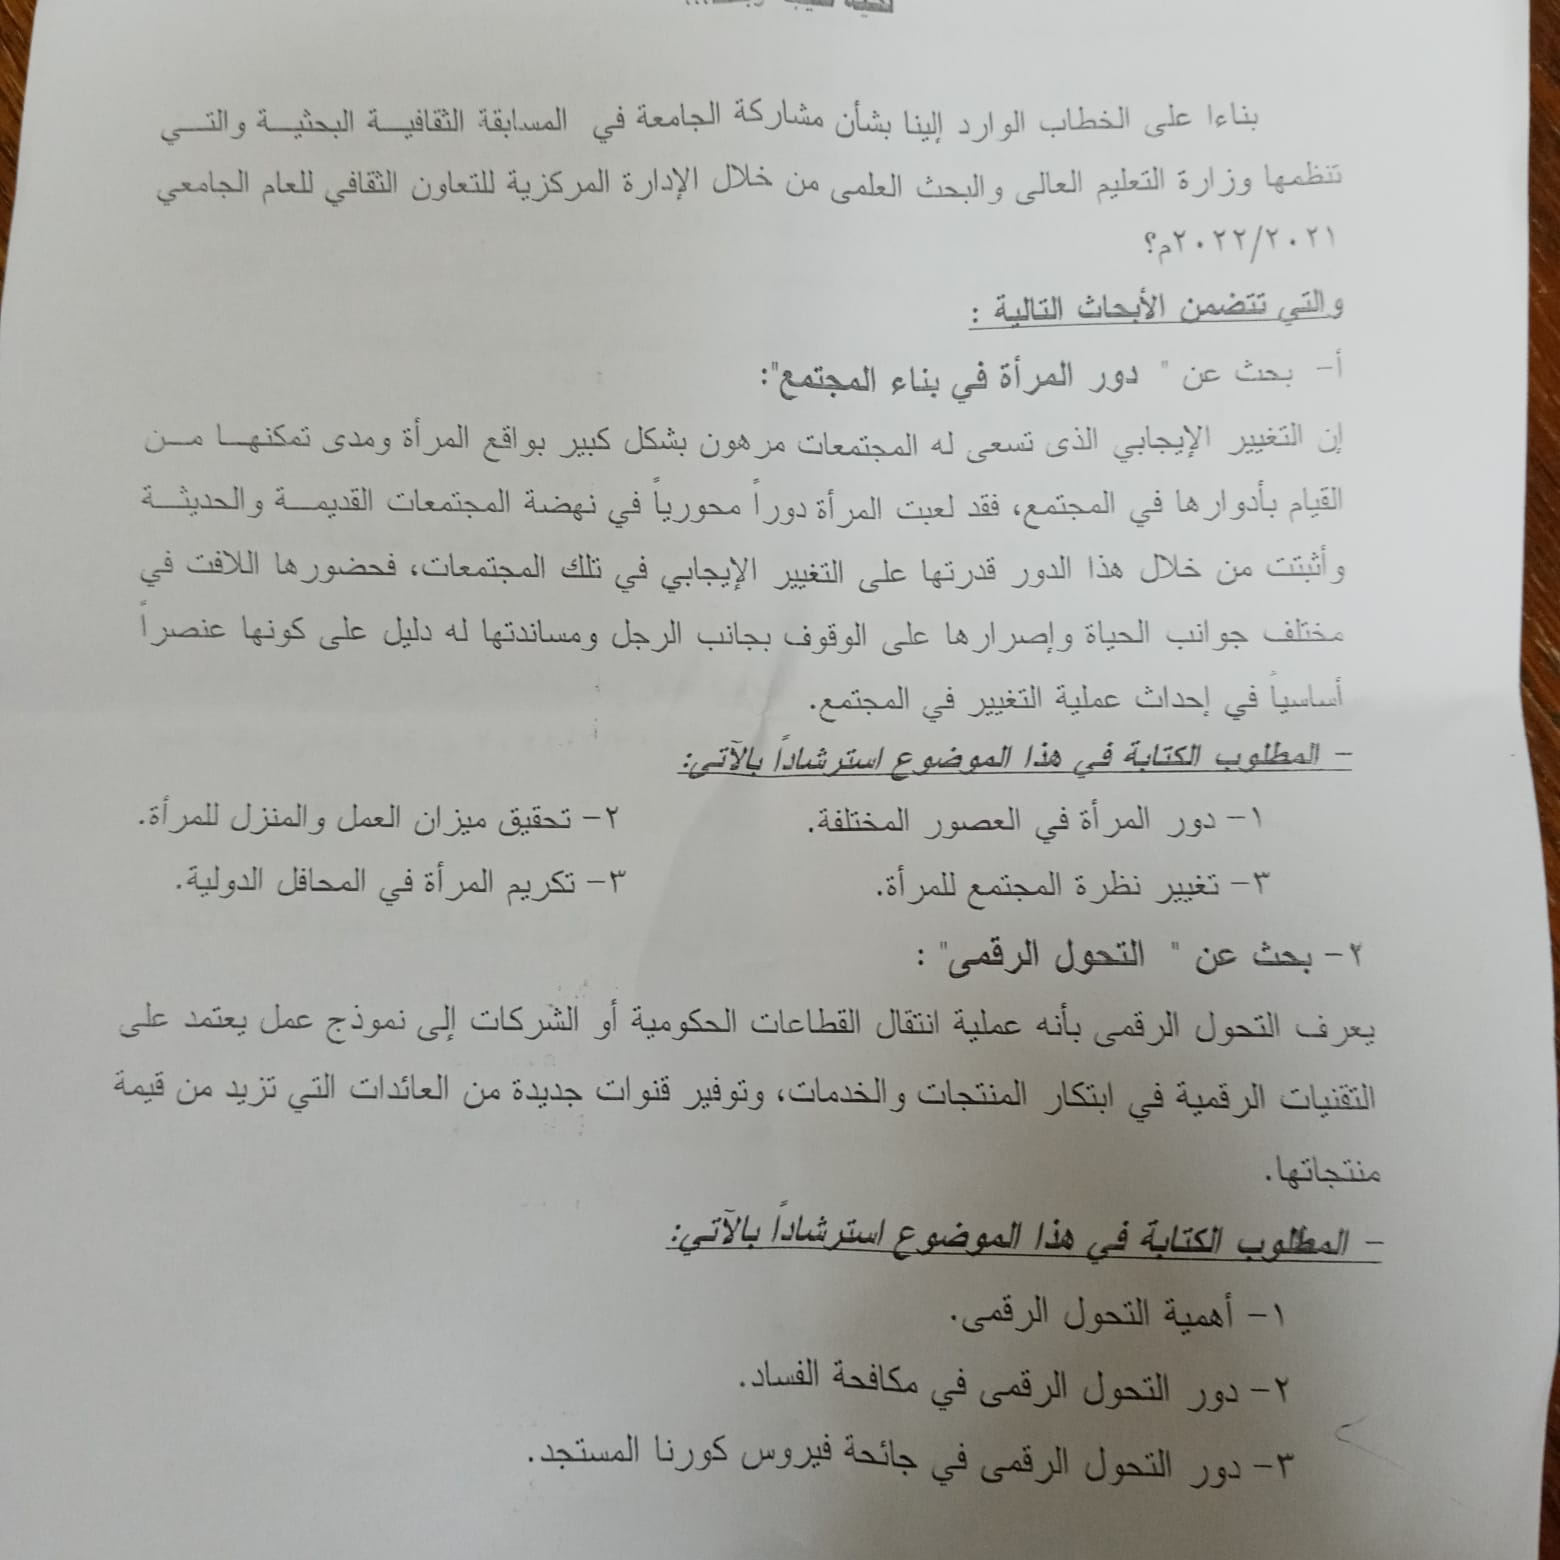 بناءا على الخطاب الوارد إلينا بشأن مشاركة الجامعة في المسابقة الثقافية البحثية والتي
تنظمها وزارة التعليم العالى والبحث العلمى من خلال الإدارة المركزية للتعاون الثقافي للعام الجامعي
٢٠٢٢/٢٠٢١م؟
والتي تتضمن الأبحاث التالية :
أ- بحث عن " دور المرأة في بناء المجتمع":
إن التغيير الإيجابي الذى تسعى له المجتمعات مرهون بشكل كبير بواقع المرأة ومدى تمكنها من
القيام بأدوارها في المجتمع، فقد لعبت المرأة دوراً محورياً في نهضة المجتمعات القديمة والحديثة
وأثبتت من خلال هذا الدور قدرتها على التغيير الإيجابي في تلك المجتمعات، فحضورها اللافت في
مختلف جوانب الحياة وإصرارها على الوقوف بجانب الرجل ومساندتها له دليل على كونها عنصراً
أساسياً في إحداث عملية التغيير في المجتمع.
- المطلوب الكتابة في هذا الموضوع استرشاداً بالآتى:
١- دور المرأة في العصور المختلفة. ٢- تحقيق ميزان العمل والمنزل للمرأة.
٣- تغيير نظرة المجتمع للمرأة. ٣- تكريم المرأة في المحافل الدولية.
٢- بحث عن " التحول الرقمى" :
يعرف التحول الرقمى بأنه عملية انتقال القطاعات الحكومية أو الشركات إلى نموذج عمل يعتمد على
التقنيات الرقمية في ابتكار المنتجات والخدمات، وتوفير قنوات جديدة من العائدات التي تزيد من قيمة
منتجاتها.
- المطلوب الكتابة في هذا الموضوع استرشاداً بالآتي:
١- أهمية التحول الرقمى.
٢- دور التحول الرقمى في مكافحة الفساد.
٣- دور التحول الرقمى في جائحة فيروس كورنا المستجد.